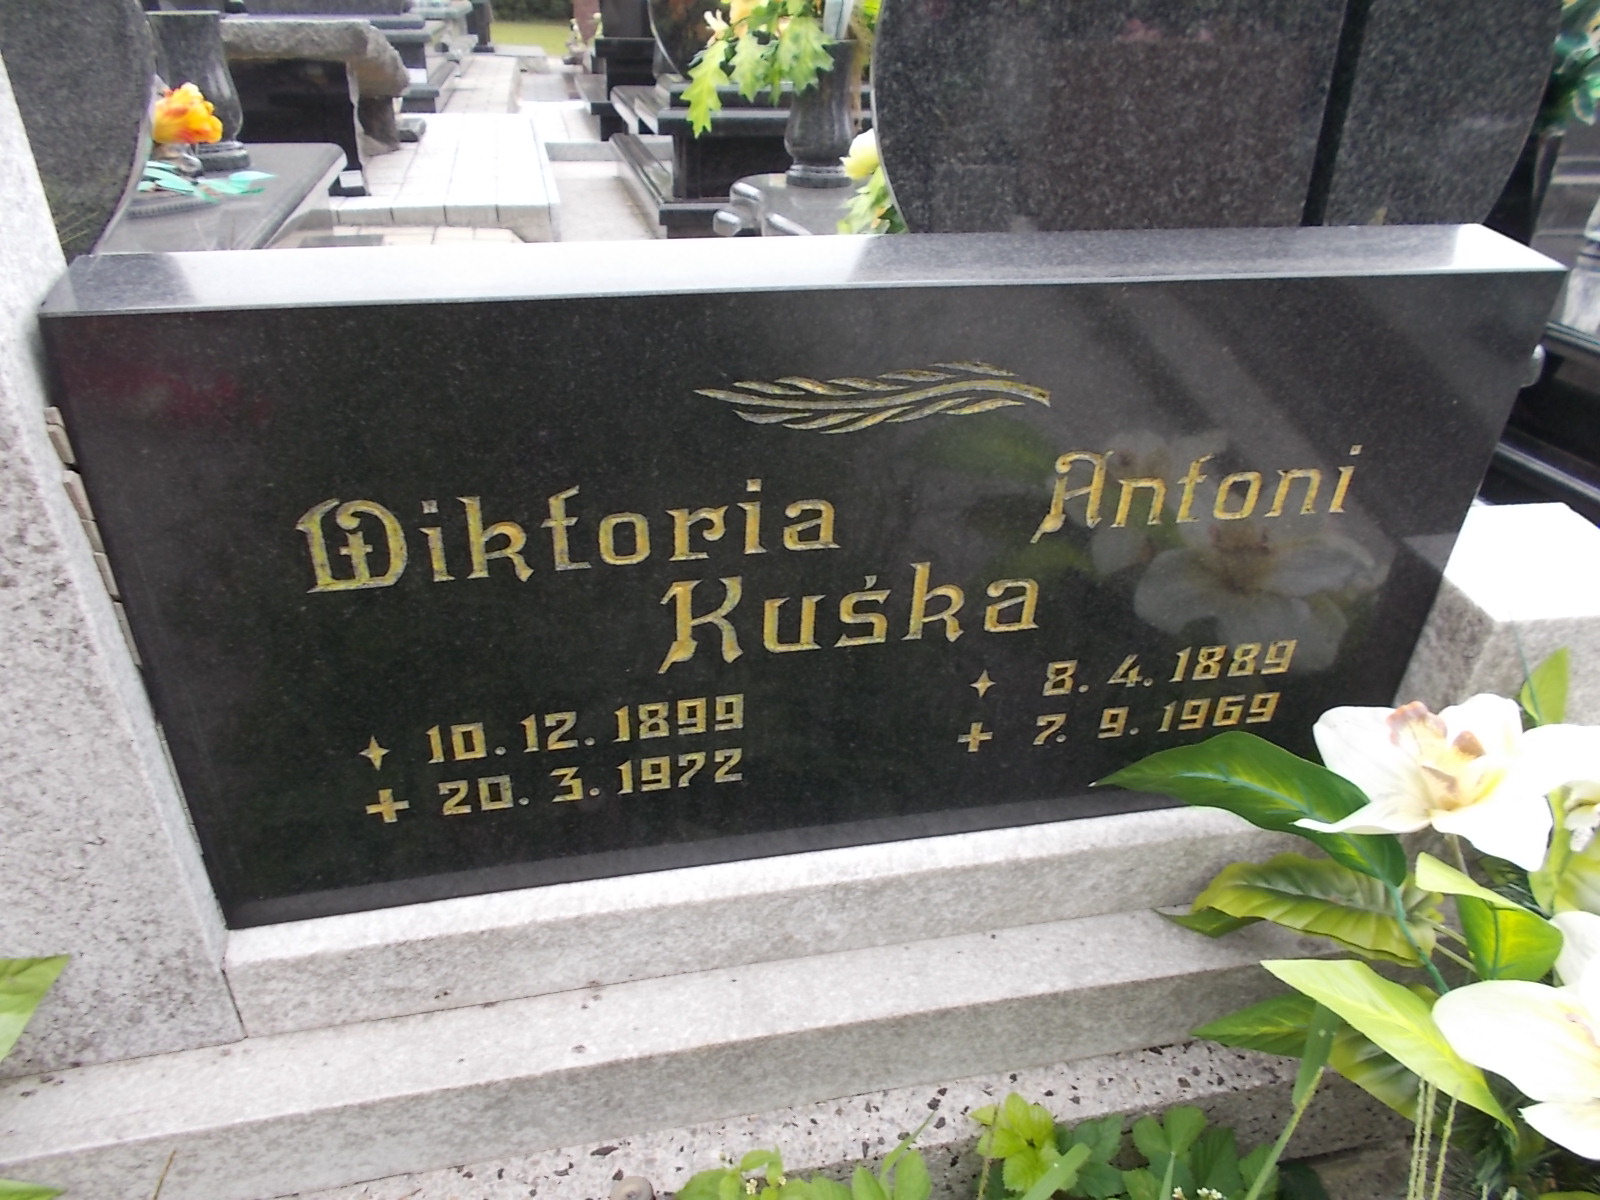 Wiktoria Antoni
Kuśka
✦ 10.12.1899 ✦ 8.4.1889
+ 20.3.1972 + 7.9.1969